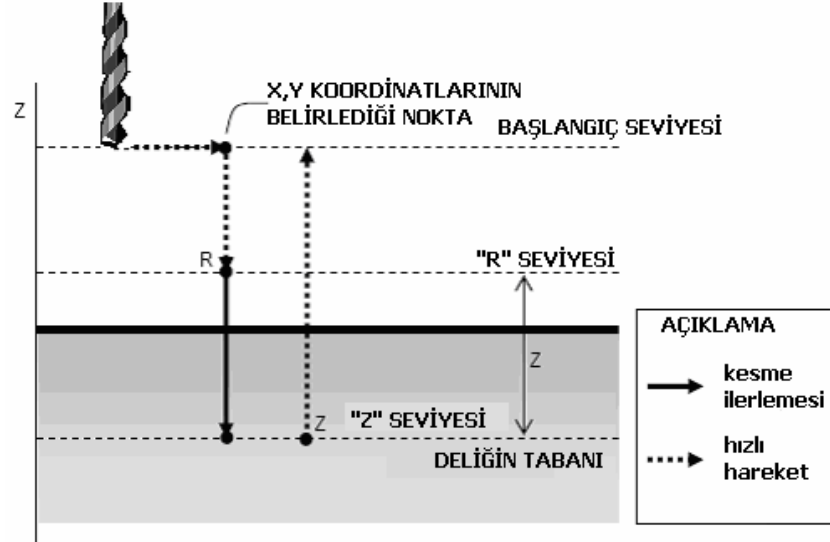 X,Y KOORDİNATLARININ
BELİRLEDİĞİ NOKTA
Z
BAŞLANGIÇ SEVİYESİ
R
"R" SEVİYESİ
AÇIKLAMA
Z
kesme
ilerlemesi
"Z" SEVİYESİ
Z
DELİĞİN TABANI
hızlı
hareket